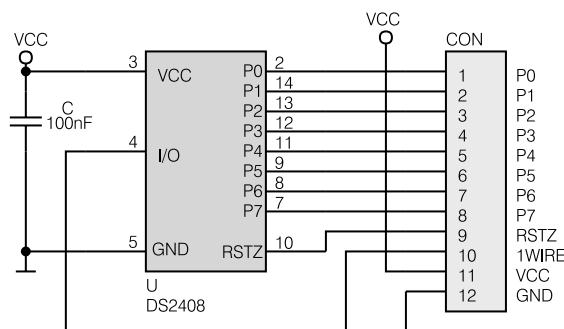 VCC
VCC
CON
3 VCC P0 2 1 P0
P1 14 2 P1
C
100nF
P2 13 3 P2
P3 12 4 P3
4 I/O P4 11 5 P4
P5 9 6 P5
P6 8 7 P6
P7 7 8 P7
9 RSTZ
5 GND RSTZ 10 10 1WIRE
11 VCC
12 GND
U
DS2408